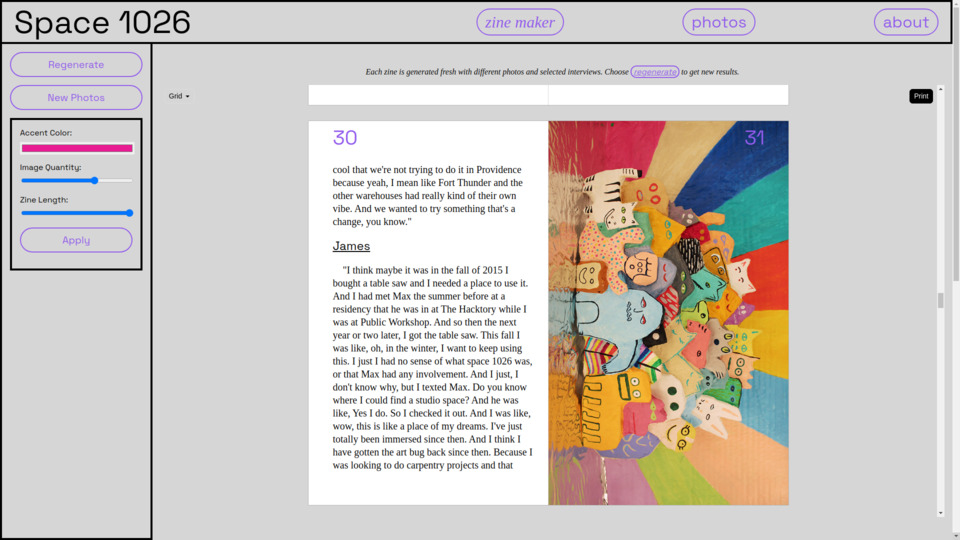 Space 1026
zine maker
photos
about
Regenerate
New Photos
Accent Color:
Image Quantity:
Zine Length:
Apply
Each zine is generated fresh with different photos and selected interviews. Choose regenerate to get new results.
Grid
Print
30
cool that we're not trying to do it in Providence
because yeah, I mean like Fort Thunder and the
other warehouses had really kind of their own
vibe. And we wanted to try something that's a
change, you know."
James
"I think maybe it was in the fall of 2015 I
bought a table saw and I needed a place to use it.
And I had met Max the summer before at a
residency that he was in at The Hacktory while I
was at Public Workshop. And so then the next
year or two later, I got the table saw. This fall I
was like, oh, in the winter, I want to keep using
this. I just I had no sense of what space 1026 was,
or that Max had any involvement. And I just, I
don't know why, but I texted Max. Do you know
where I could find a studio space? And he was
like, Yes I do. So I checked it out. And I was like,
wow, this is like a place of my dreams. I've just
totally been immersed since then. And I think I
have gotten the art bug back since then. Because I
was looking to do carpentry projects and that
31